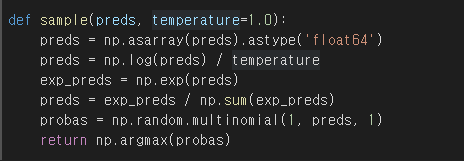 def sample(preds, temperature=1.0):
    preds = np.asarray(preds).astype('float64')
    preds = np.log(preds) / temperature
    exp_preds = np.exp(preds)
    preds = exp_preds / np.sum(exp_preds)
    probas = np.random.multinomial(1, preds, 1)
    return np.argmax(probas)